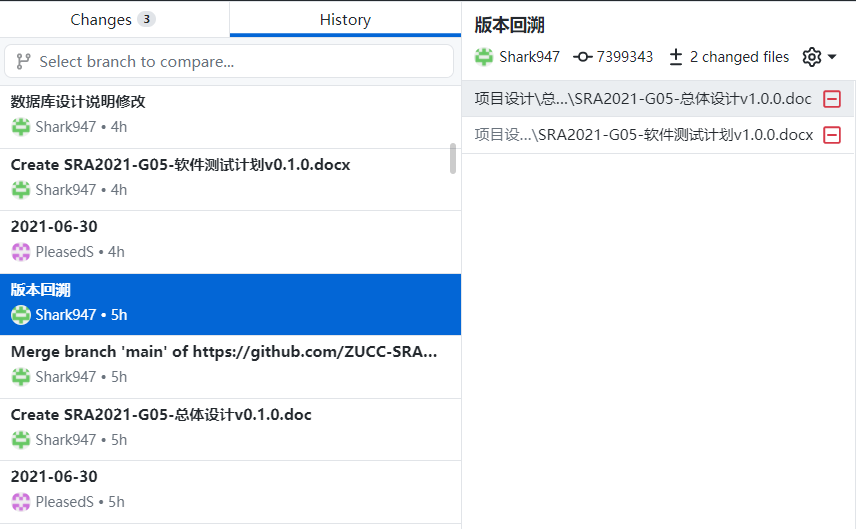 Changes 3
History
Select branch to compare...
数据库设计说明修改
Shark947 • 4h
Create SRA2021-G05-软件测试计划v0.1.0.docx
Shark947 • 4h
2021-06-30
PleasedS • 4h
版本回溯
Shark947 • 5h
Merge branch 'main' of https://github.com/ZUCC-SRA...
Shark947 • 5h
Create SRA2021-G05-总体设计v0.1.0.doc
Shark947 • 5h
2021-06-30
PleasedS • 5h
版本回溯
Shark947 7399343 2 changed files
项目设计\总...\SRA2021-G05-总体设计v1.0.0.doc
项目设...\SRA2021-G05-软件测试计划v1.0.0.docx